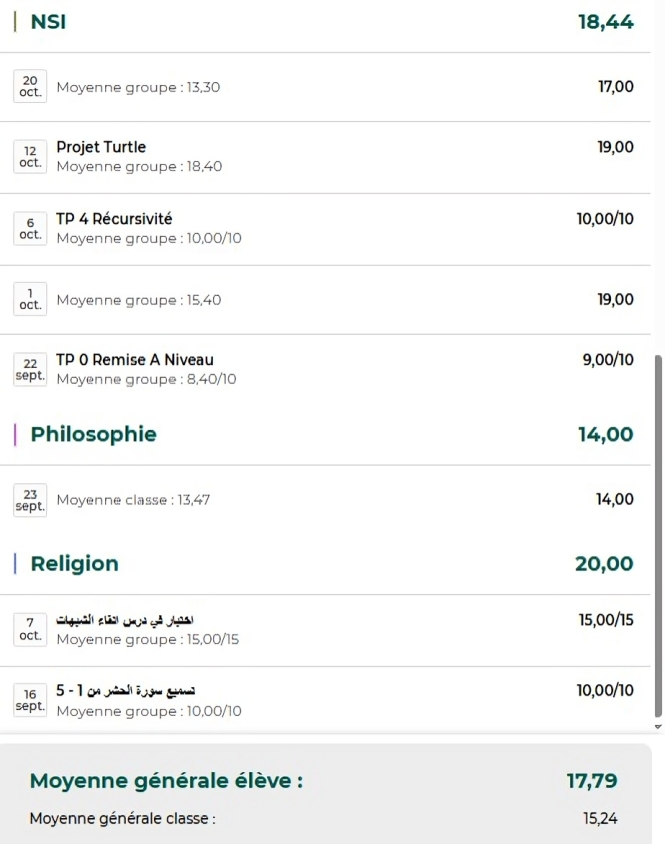 NSI 18,44
20 oct. Moyenne groupe : 13,30 17,00
12 oct. Projet Turtle 19,00
Moyenne groupe : 18,40
6 oct. TP 4 Récursivité 10,00/10
Moyenne groupe : 10,00/10
1 oct. Moyenne groupe : 15,40 19,00
22 sept. TP 0 Remise A Niveau 9,00/10
Moyenne groupe : 8,40/10
Philosophie 14,00
23 sept. Moyenne classe : 13,47 14,00
Religion 20,00
7 oct. اختبار في درس اتقاء الشبهات 15,00/15
Moyenne groupe : 15,00/15
16 sept. تسميع سورة الحشر من 1 - 5 10,00/10
Moyenne groupe : 10,00/10
Moyenne générale élève : 17,79
Moyenne générale classe : 15,24